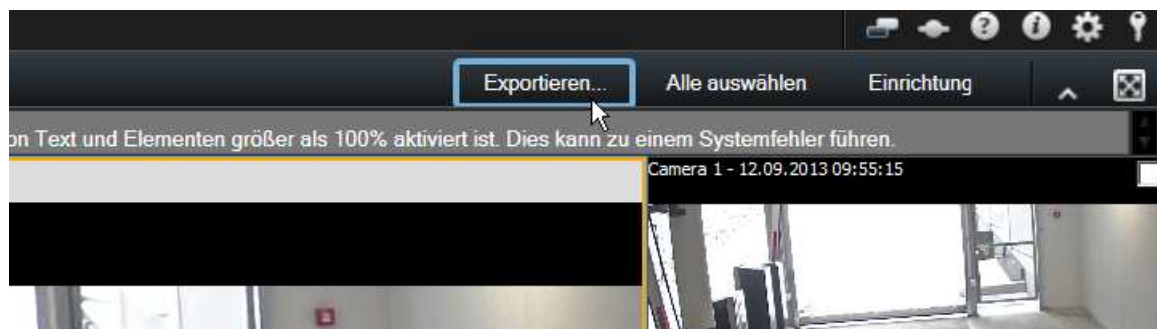 Exportieren... Alle auswählen Einrichtung
on Text und Elementen größer als 100% aktiviert ist. Dies kann zu einem Systemfehler führen.
Camera 1 - 12.09.2013 09:55:15